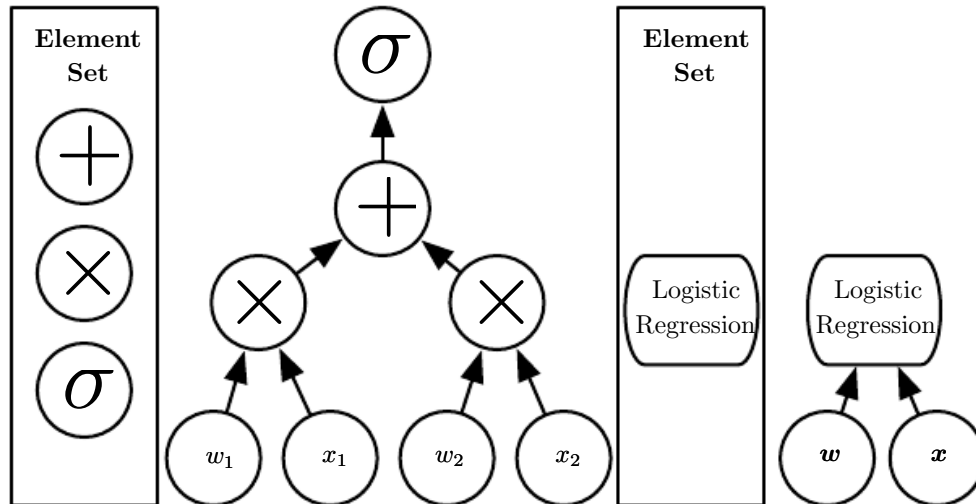 Element
Set
+
×
σ
σ
+
×
×
w₁
x₁
w₂
x₂
Element
Set
Logistic
Regression
Logistic
Regression
w
x